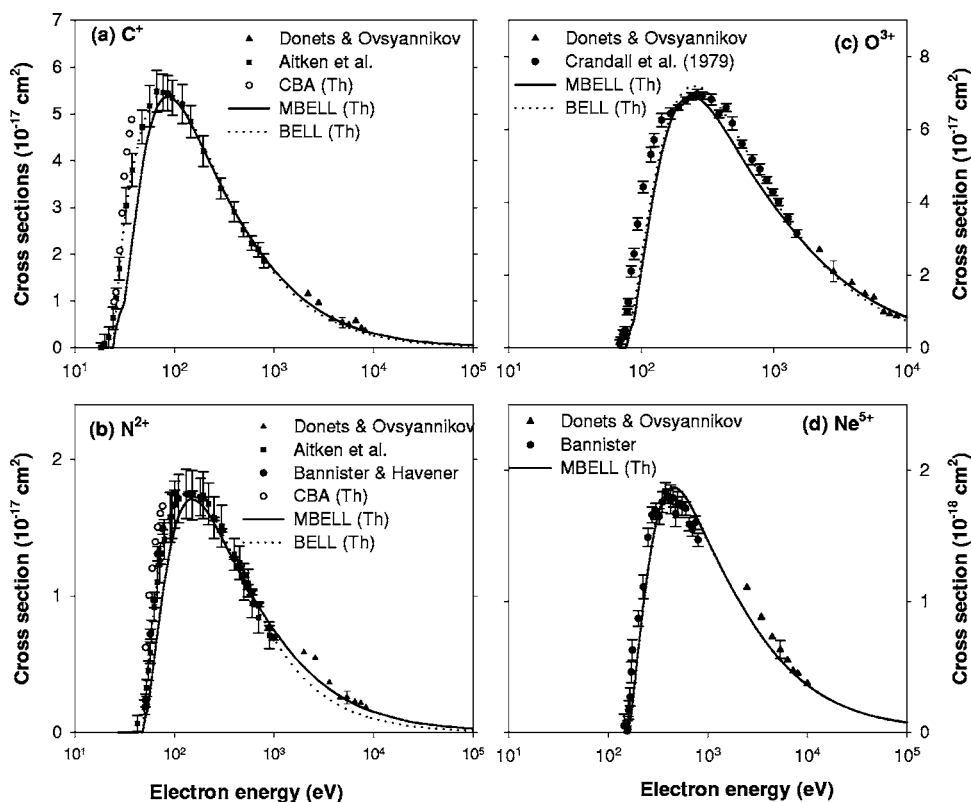 (a) C+
Donets & Ovsyannikov
Aitken et al.
CBA (Th)
MBELL (Th)
BELL (Th)
Cross sections (10⁻¹⁷ cm²)
7
6
5
4
3
2
1
0
10¹ 10² 10³ 10⁴ 10⁵
Donets & Ovsyannikov
(c) O³⁺
Crandall et al. (1979)
MBELL (Th)
BELL (Th)
Cross section (10⁻¹⁷ cm²)
8
6
4
2
0
10¹ 10² 10³ 10⁴
(b) N²⁺
Donets & Ovsyannikov
Aitken et al.
Bannister & Havener
CBA (Th)
MBELL (Th)
BELL (Th)
Cross section (10⁻¹⁷ cm²)
2
1
0
10¹ 10² 10³ 10⁴ 10⁵
Electron energy (eV)
Donets & Ovsyannikov
(d) Ne⁵⁺
Bannister
MBELL (Th)
Cross section (10⁻¹⁸ cm²)
2
1
0
10¹ 10² 10³ 10⁴ 10⁵
Electron energy (eV)